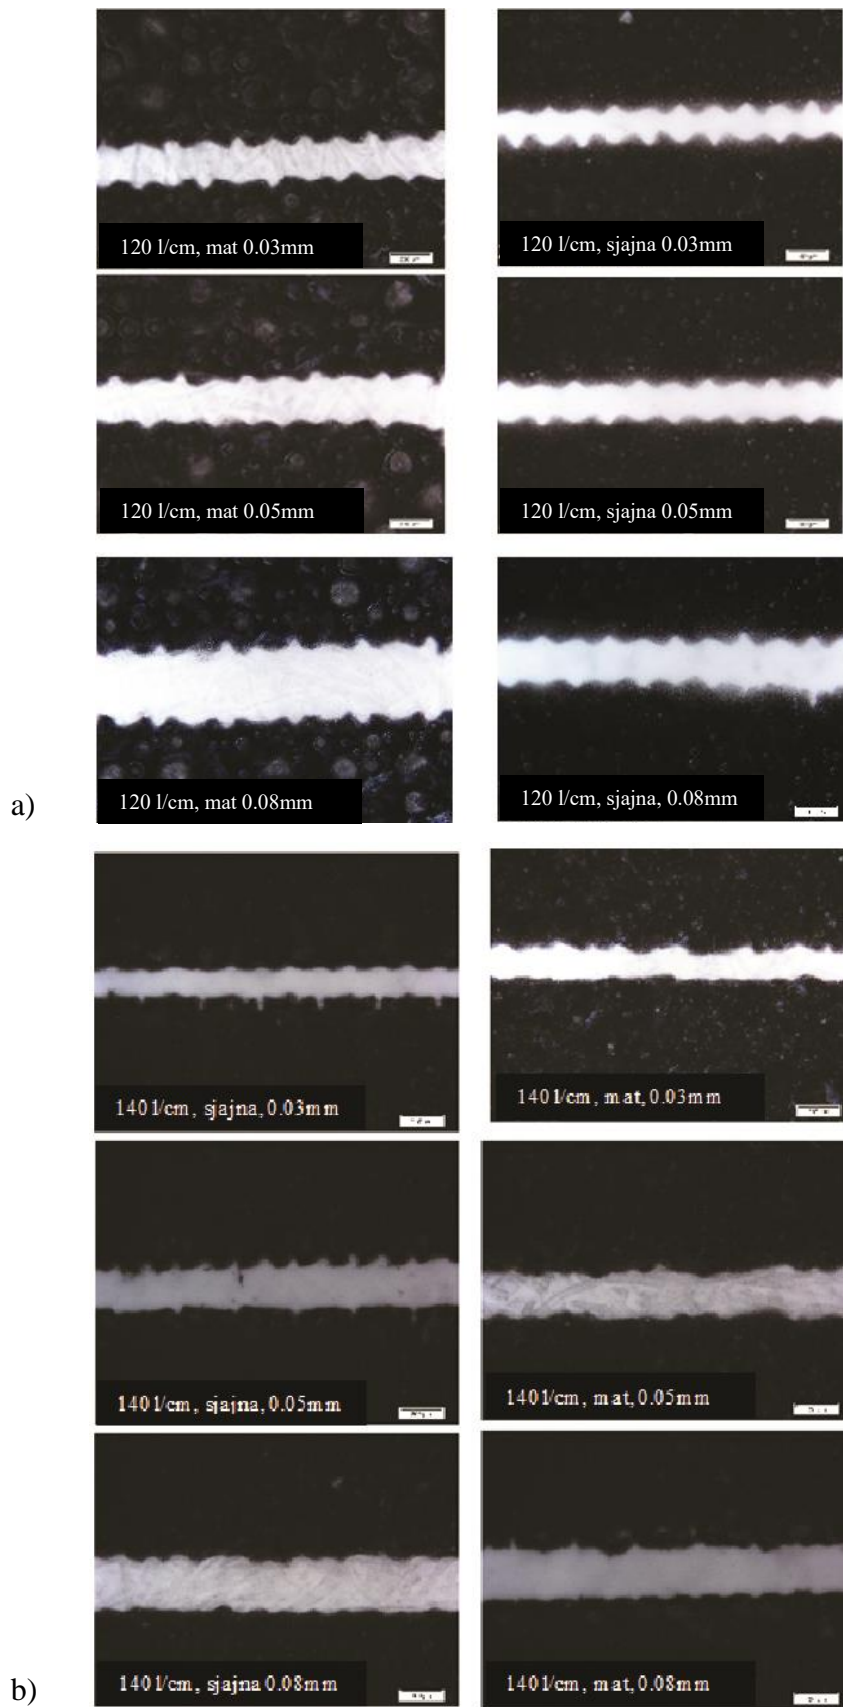 120 l/cm, mat 0.03mm
120 l/cm, sjajna 0.03mm
120 l/cm, mat 0.05mm
120 l/cm, sjajna 0.05mm
120 l/cm, mat 0.08mm
120 l/cm, sjajna, 0.08mm
a)
140 l/cm, sjajna, 0.03mm
140 l/cm, mat, 0.03mm
140 l/cm, sjajna, 0.05mm
140 l/cm, mat, 0.05mm
140 l/cm, sjajna 0.08mm
140 l/cm, mat, 0.08mm
b)